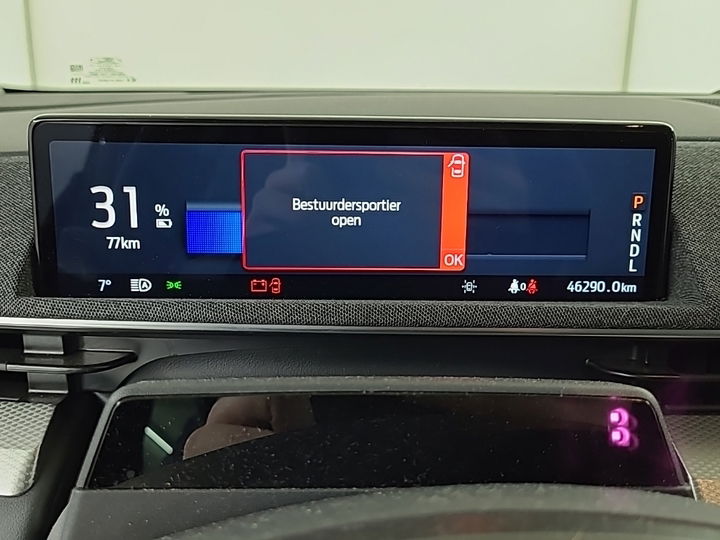 31 %
77km
Bestuurdersportier
open
OK
P
R
N
D
L
7°
A
0
46290.0 km